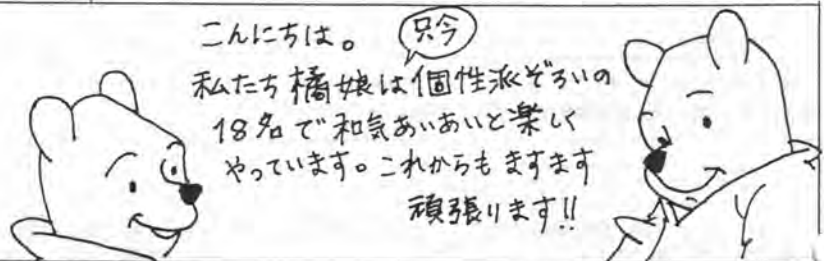 こんにちは。
只今
私たち橘娘は個性派ぞろいの
18名で和気あいあいと楽しく
やっています。これからもますます
頑張ります!!